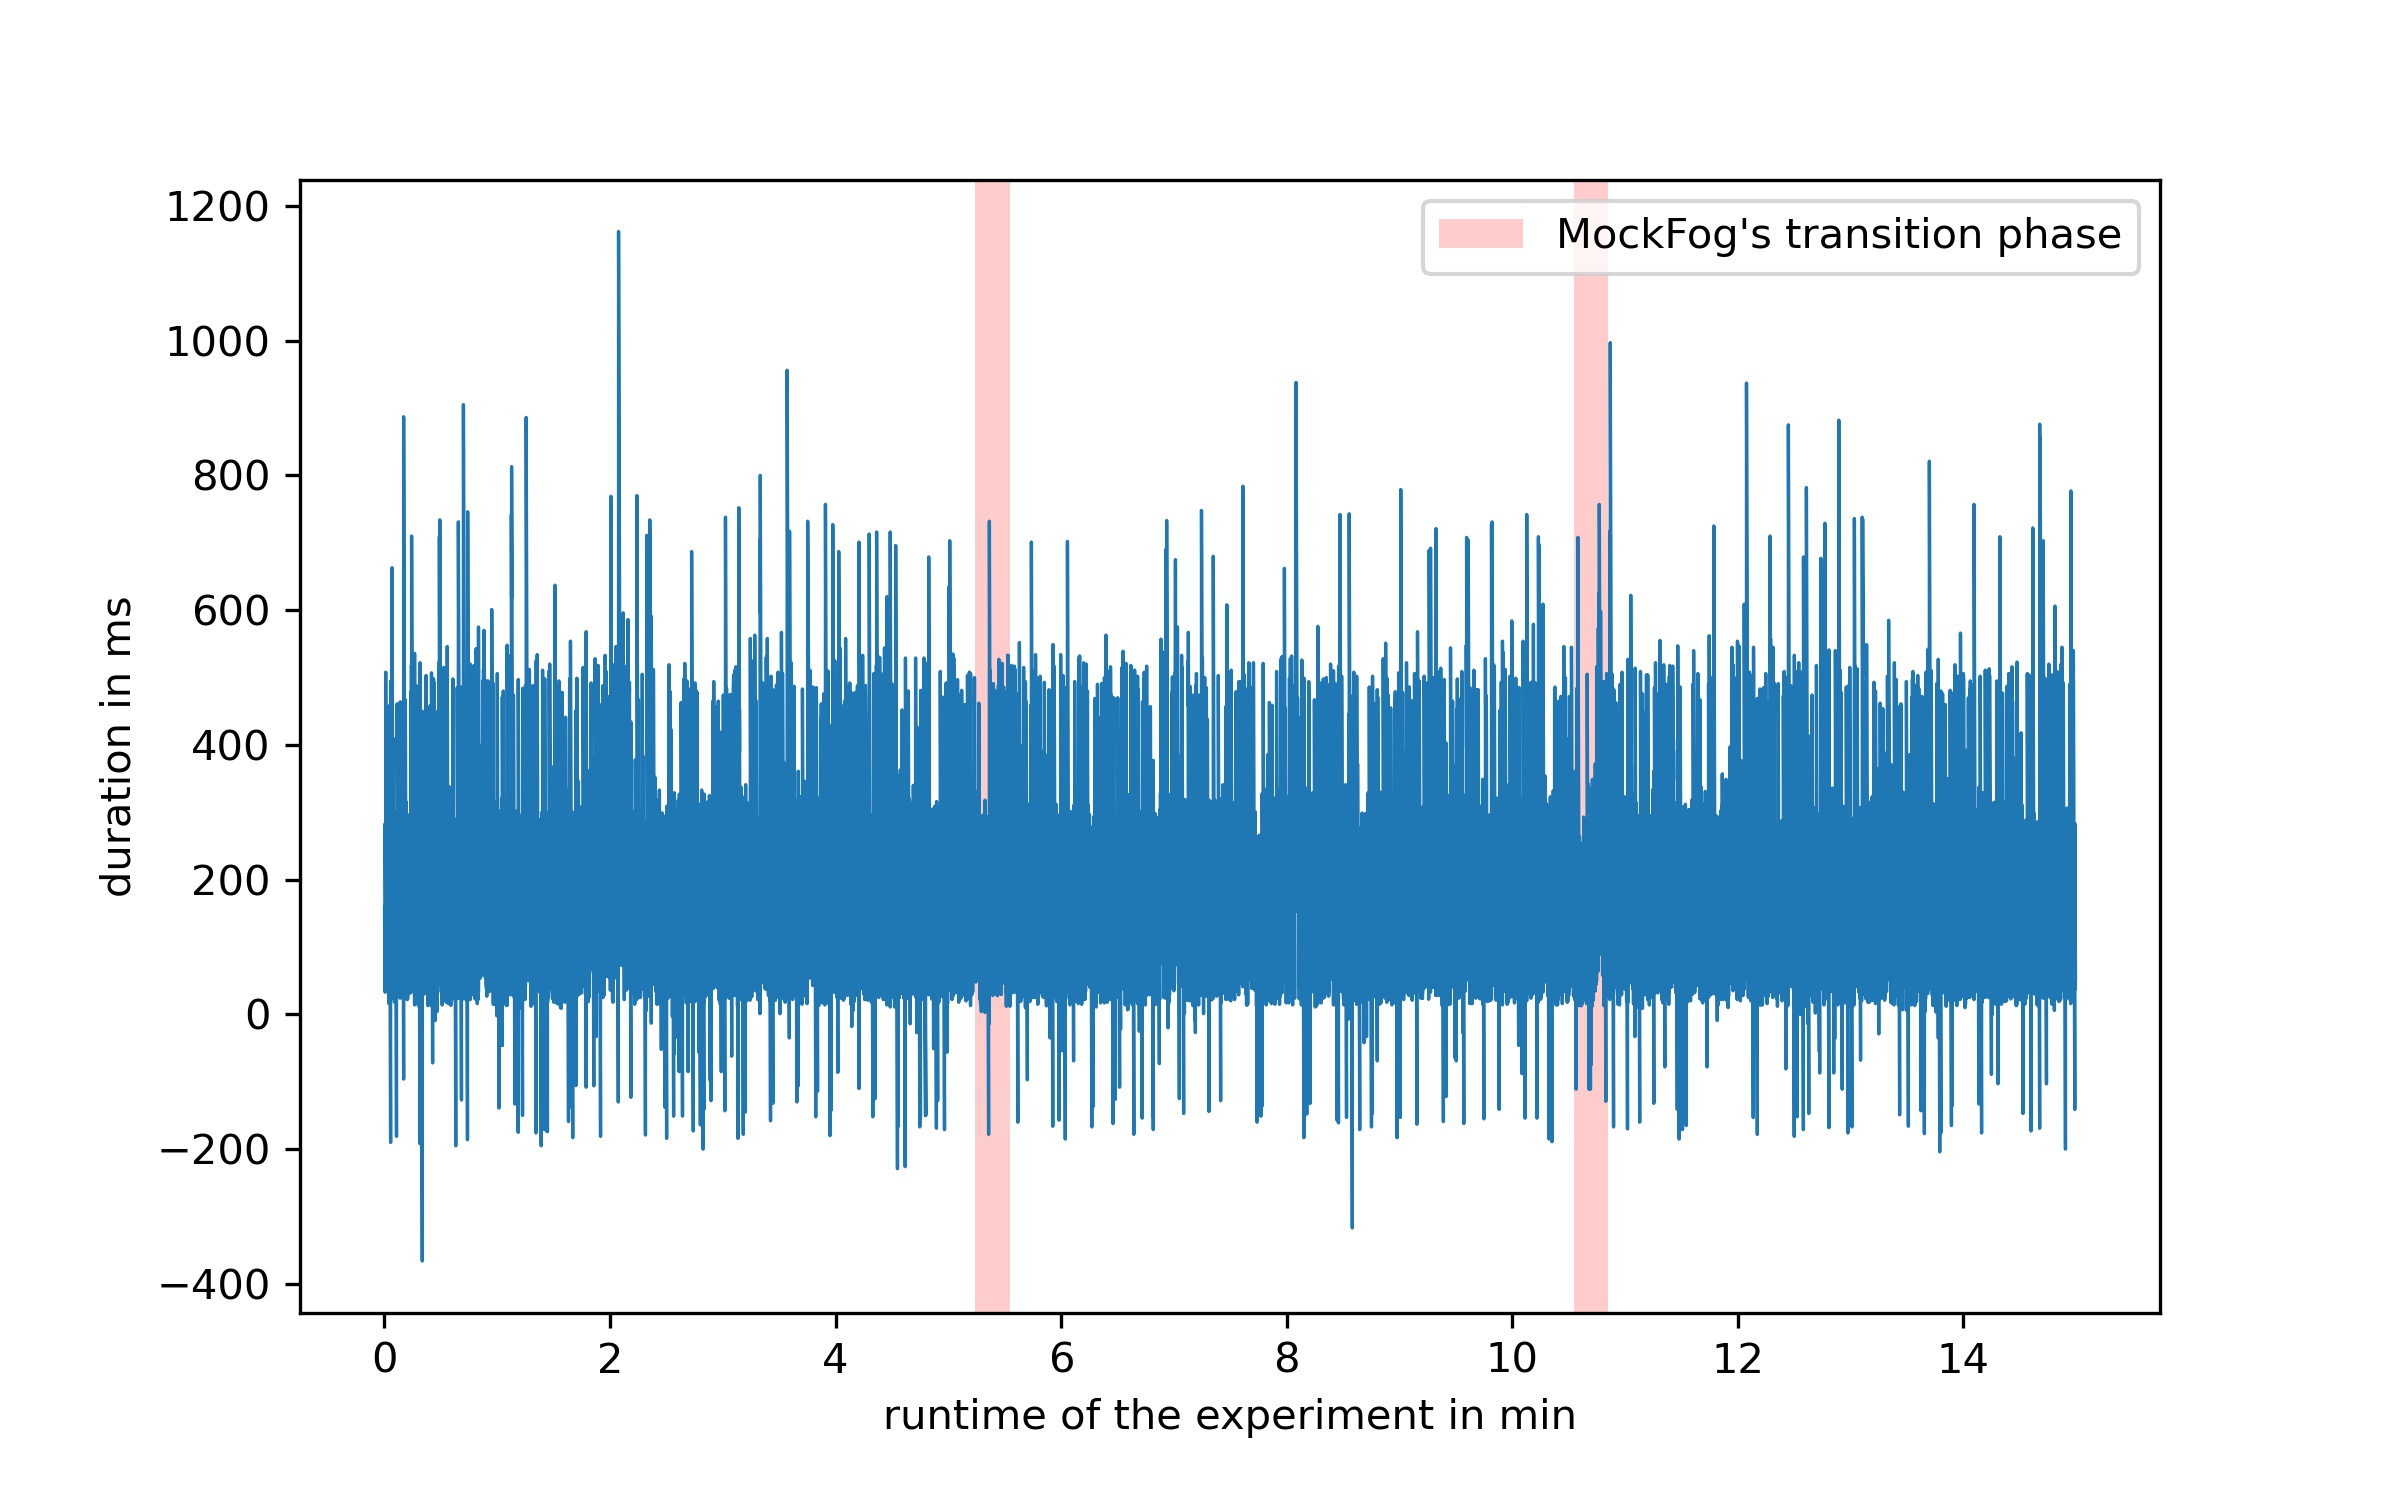 MockFog's transition phase
1200
1000
800
600
400
200
0
−200
−400
duration in ms
0 2 4 6 8 10 12 14
runtime of the experiment in min